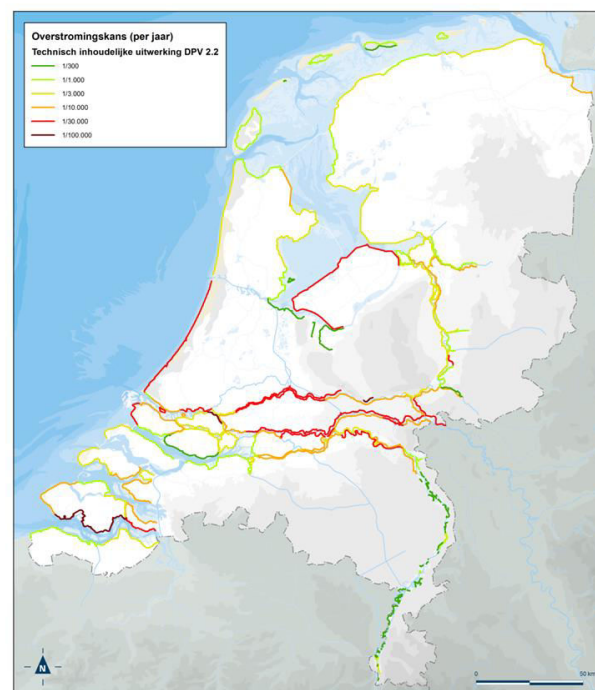 Overstromingskans (per jaar)
Technisch inhoudelijke uitwerking DPV 2.2
1/300
1/1.000
1/3.000
1/10.000
1/30.000
1/100.000
N
0
50 km